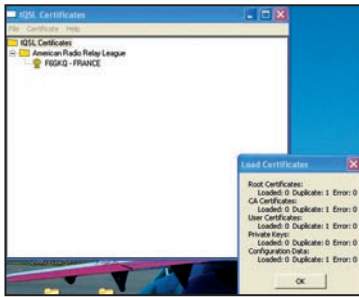 tQSL Certificates
File Certificate Help
tQSL Certificates
American Radio Relay League
F6GKQ - FRANCE
Load Certificates
Root Certificates:
Loaded: 0 Duplicate: 1 Error: 0
CA Certificates:
Loaded: 0 Duplicate: 1 Error: 0
User Certificates:
Loaded: 0 Duplicate: 1 Error: 0
Private Keys:
Loaded: 0 Duplicate: 0 Error: 0
Configuration Data:
Loaded: 0 Duplicate: 1 Error: 0
OK